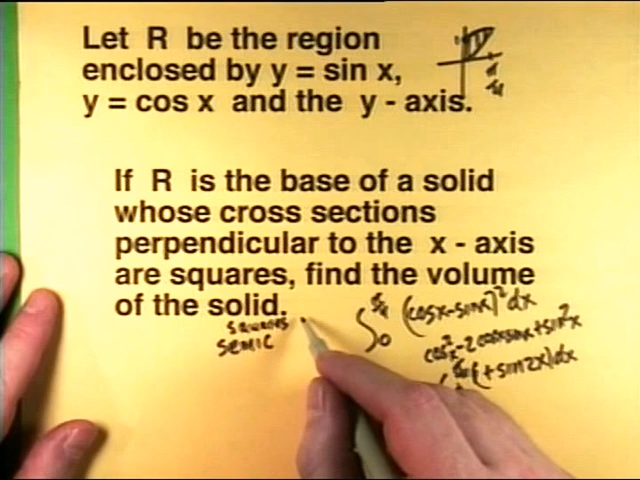 Let R be the region
enclosed by y = sin x,
y = cos x and the y - axis.
If R is the base of a solid
whose cross sections
perpendicular to the x - axis
are squares, find the volume
of the solid.
squares
semic
∫₀ (cosx-sinx)² dx
cos²x-2cosxsinx+sin²x
sin2x)dx